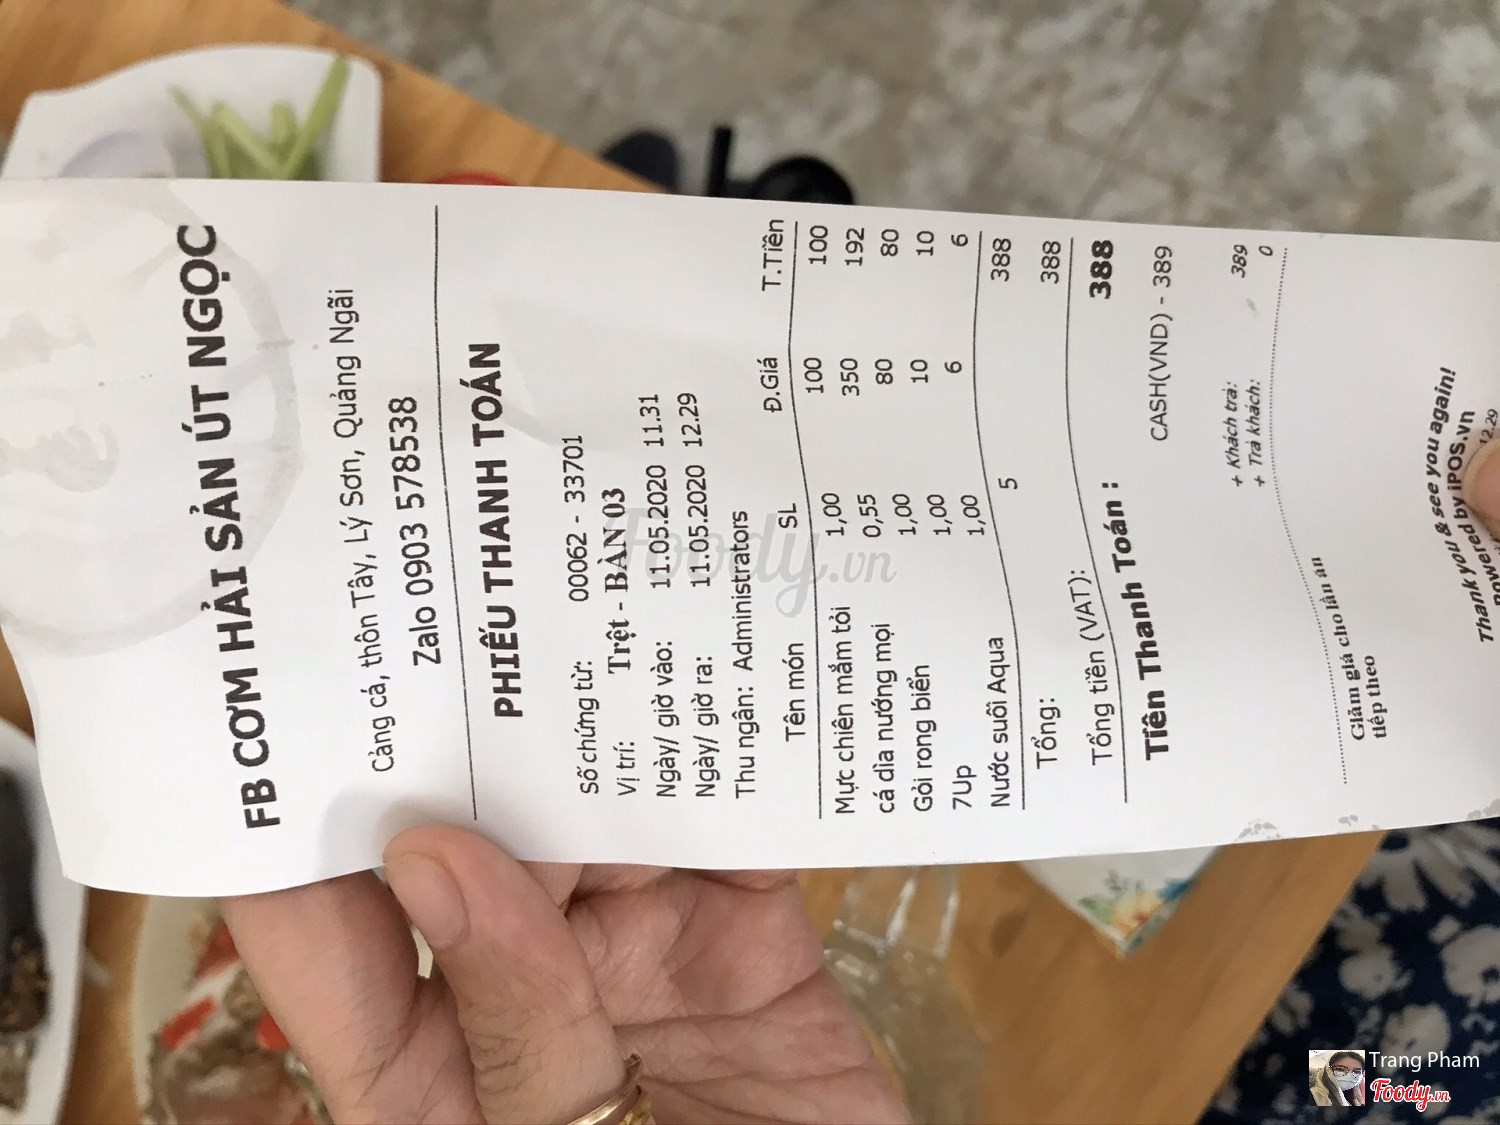 FB CƠM HẢI SẢN ÚT NGỌC
Cảng cá, thôn Tây, Lý Sơn, Quảng Ngãi
Zalo 0903 578538
PHIẾU THANH TOÁN
Số chứng từ: 00062 - 33701
Vị trí: Trệt - BÀN 03
Ngày/ giờ vào: 11.05.2020 11.31
Ngày/ giờ ra: 11.05.2020 12.29
Thu ngân: Administrators
Tên món SL Đ.Giá T.Tiền
Mực chiên mắm tỏi 1,00 100 100
cá dìa nướng mọi 0,55 350 192
Gỏi rong biển 1,00 80 80
7Up 1,00 10 10
Nước suối Aqua 1,00 6 6
Tổng: 5 388
Tổng tiền (VAT): 388
Tiền Thanh Toán : 388
CASH(VND) - 389
+ Khách trả: 389
+ Trả khách: 0
Giảm giá cho lần ăn
tiếp theo
Thank you & see you again!
Powered by iPOS.vn
12.29
Foody.vn
Trang Pham
Foody.vn